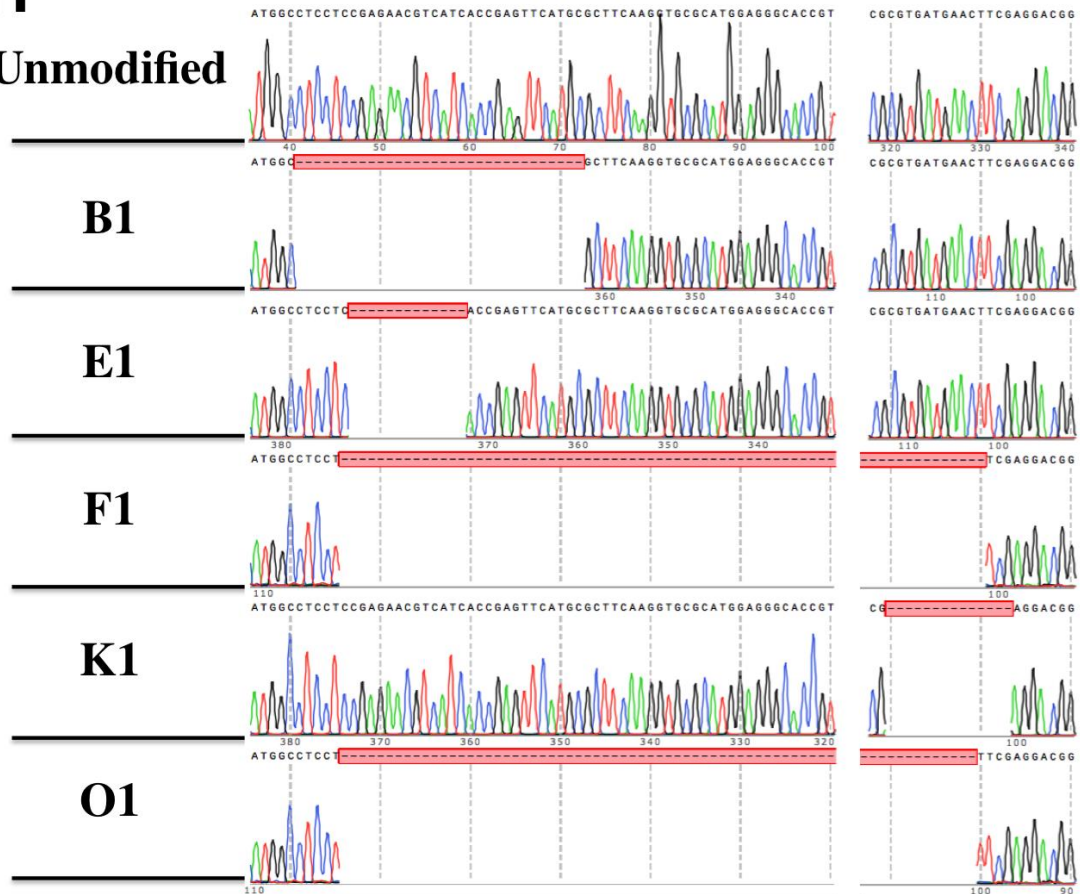 ATGGCCTCCTCCGAGAACGTCATCACCGAGTTCATGCGCTTCAAGGTGCGCATGGAGGGCACCGT CGCGTGATGAACTTCGAGGACGG
Unmodified
40 50 60 70 80 90 100 320 330 340
ATGGC--------------------------------GCTTCAAGGTGCGCATGGAGGGCACCGT CGCGTGATGAACTTCGAGGACGG
B1
360 350 340 110 100
ATGGCCTCCTC-------------ACCGAGTTCATGCGCTTCAAGGTGCGCATGGAGGGCACCGT CGCGTGATGAACTTCGAGGACGG
E1
380 370 360 350 340 110 100
ATGGCCTCCT------------------------------------------------------- -------------TCGAGGACGG
F1
110 100
ATGGCCTCCTCCGAGAACGTCATCACCGAGTTCATGCGCTTCAAGGTGCGCATGGAGGGCACCGT CG--------------AGGACGG
K1
380 370 360 350 340 330 320 100
ATGGCCTCCT------------------------------------------------------- ------------TTCGAGGACGG
O1
110 100 90